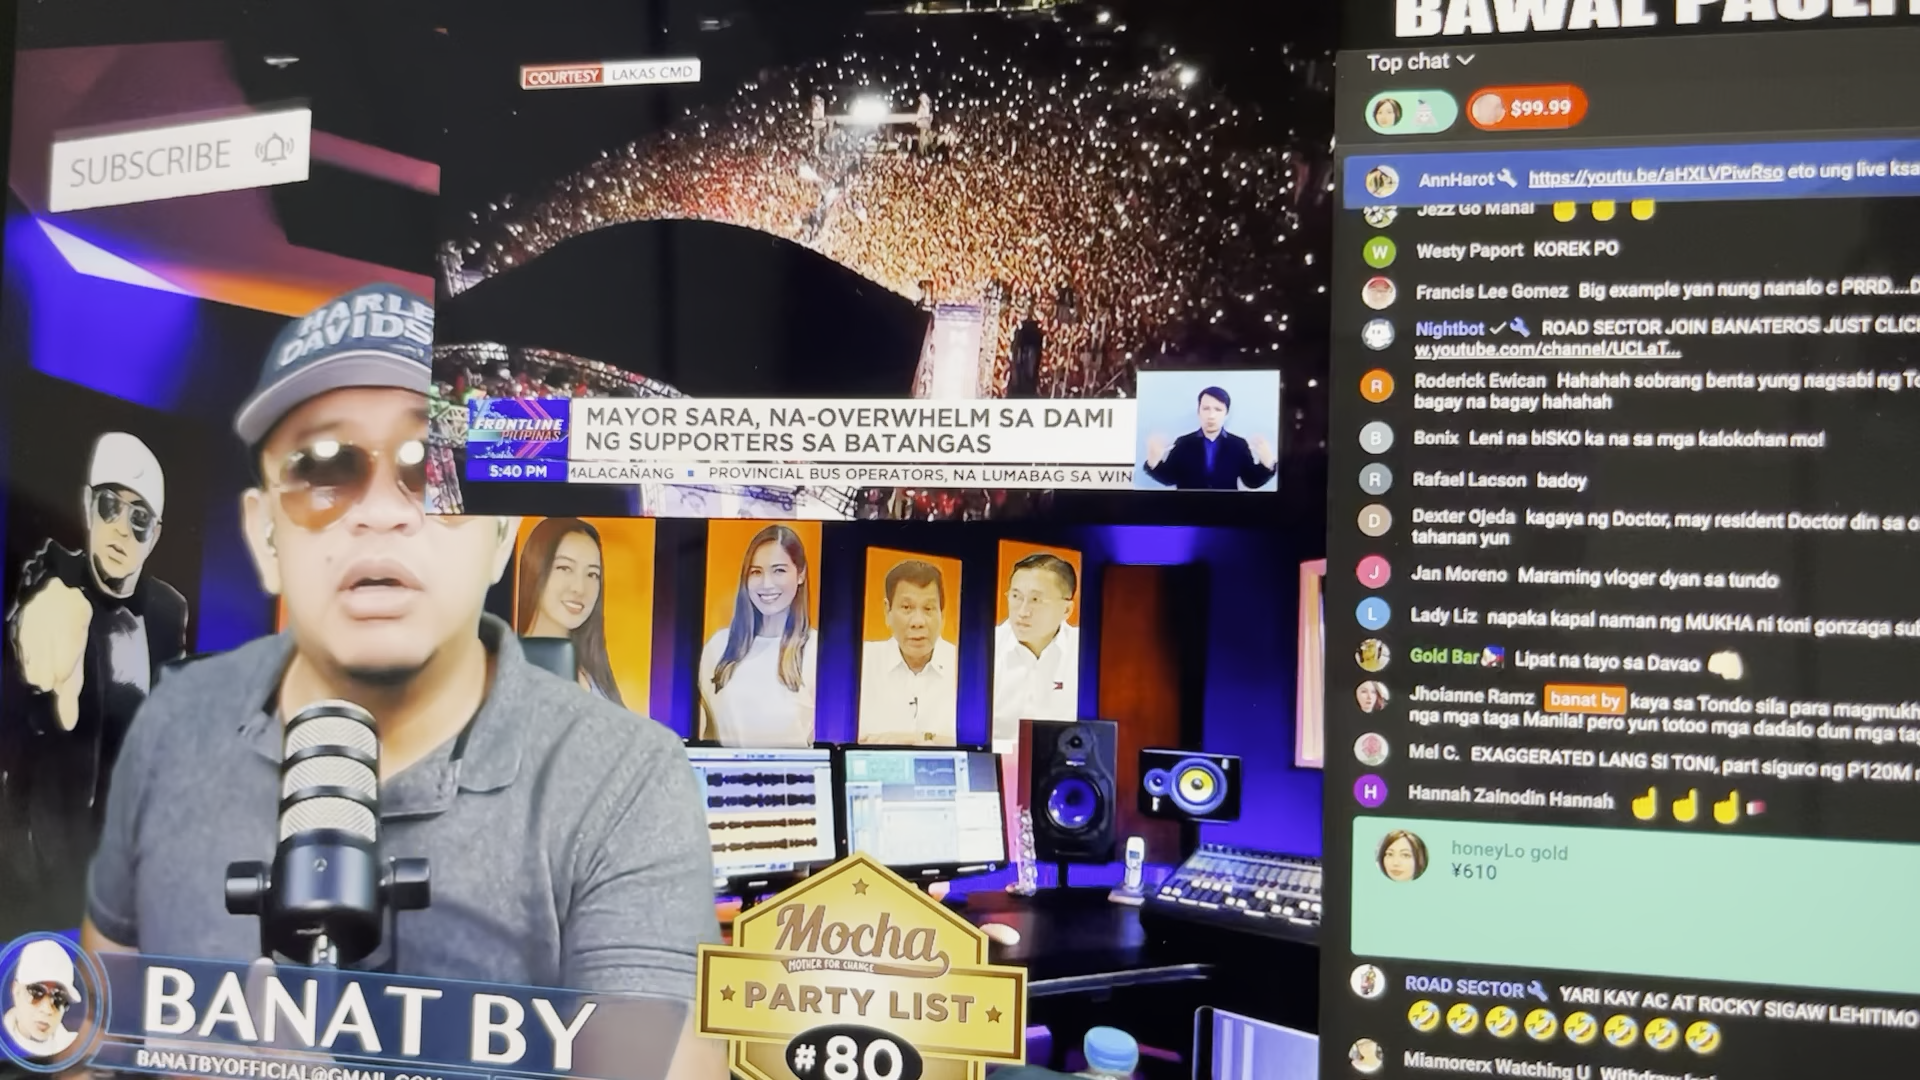 COURTESY LAKAS CMD
SUBSCRIBE
HARLE
DAVIDS
FRONTLINE
PILIPINAS
MAYOR SARA, NA-OVERWHELM SA DAMI
NG SUPPORTERS SA BATANGAS
5:40 PM
MALACAÑANG ▪ PROVINCIAL BUS OPERATORS, NA LUMABAG SA WIN
BANAT BY
BANATBYOFFICIAL@GMAIL.COM
Mocha
MOTHER FOR CHANGE
PARTY LIST
#80
BAWAL
Top chat
$99.99
AnnHarot https://youtu.be/aHXLVPiwRso eto ung live ksa
Jezz Go Manal
W Westy Paport KOREK PO
Francis Lee Gomez Big example yan nung nanalo c PRRD....D
Nightbot ROAD SECTOR JOIN BANATEROS JUST CLIC
w.youtube.com/channel/UCLaT...
R Roderick Ewican Hahahah sobrang benta yung nagsabi ng To
bagay na bagay hahahah
B Bonix Leni na bISKO ka na sa mga kalokohan mo!
R Rafael Lacson badoy
D Dexter Ojeda kagaya ng Doctor, may resident Doctor din sa o
tahanan yun
J Jan Moreno Maraming vloger dyan sa tundo
L Lady Liz napaka kapal naman ng MUKHA ni toni gonzaga sul
Gold Bar🇵🇭 Lipat na tayo sa Davao 👊
Jhoianne Ramz banat by kaya sa Tondo sila para magmukh
nga mga taga Manila! pero yun totoo mga dadalo dun mga tag
Mel C. EXAGGERATED LANG SI TONI, part siguro ng P120M
H Hannah Zainodin Hannah
honeyLo gold
¥610
ROAD SECTOR YARI KAY AC AT ROCKY SIGAW LEHITIMO
🤣🤣🤣🤣🤣🤣🤣🤣
Miamorerx Watching U